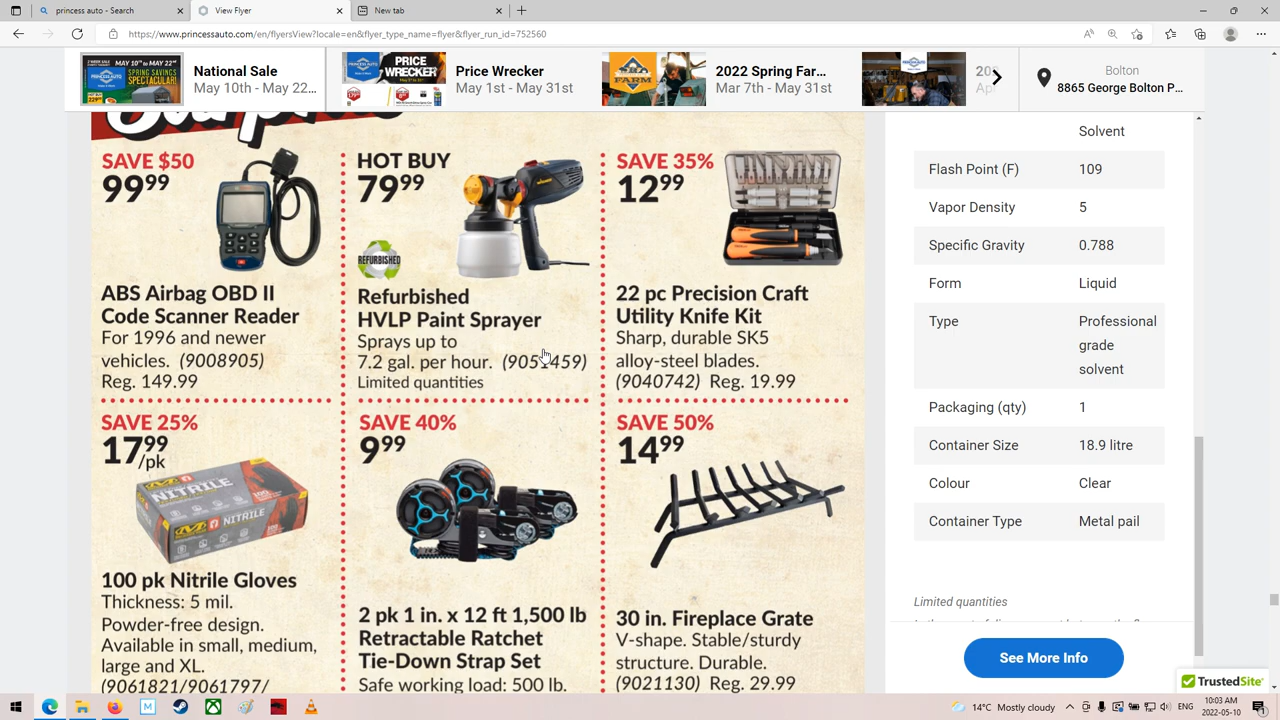 princess auto - Search
View Flyer
New tab
https://www.princessauto.com/en/flyersView?locale=en&flyer_type_name=flyer&flyer_run_id=752560
National Sale
May 10th - May 22...
Price Wrecker
May 1st - May 31st
2022 Spring Far...
Mar 7th - May 31st
8865 George Bolton P...
SAVE $50
99 99
ABS Airbag OBD II
Code Scanner Reader
For 1996 and newer
vehicles. (9008905)
Reg. 149.99
HOT BUY
79 99
REFURBISHED
Refurbished
HVLP Paint Sprayer
Sprays up to
7.2 gal. per hour. (9051459)
Limited quantities
SAVE 35%
12 99
22 pc Precision Craft
Utility Knife Kit
Sharp, durable SK5
alloy-steel blades.
(9040742) Reg. 19.99
SAVE 25%
17 99 /pk
NITRILE
NITRILE
100 pk Nitrile Gloves
Thickness: 5 mil.
Powder-free design.
Available in small, medium,
large and XL.
(9061821/9061797/
SAVE 40%
9 99
2 pk 1 in. x 12 ft 1,500 lb
Retractable Ratchet
Tie-Down Strap Set
Safe working load: 500 lb.
SAVE 50%
14 99
30 in. Fireplace Grate
V-shape. Stable/sturdy
structure. Durable.
(9021130) Reg. 29.99
Solvent
Flash Point (F) 109
Vapor Density 5
Specific Gravity 0.788
Form Liquid
Type Professional
grade
solvent
Packaging (qty) 1
Container Size 18.9 litre
Colour Clear
Container Type Metal pail
Limited quantities
See More Info
TrustedSite
14°C Mostly cloudy
ENG
10:03 AM
2022-05-10